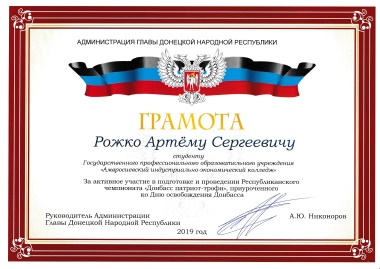 АДМИНИСТРАЦИЯ ГЛАВЫ ДОНЕЦКОЙ НАРОДНОЙ РЕСПУБЛИКИ
ГРАМОТА
Рожко Артёму Сергеевичу
студенту
Государственного профессионального образовательного учреждения
«Амвросиевский индустриально-экономический колледж»
За активное участие в подготовке и проведении Республиканского
чемпионата «Донбасс патриот-трофи», приуроченного
ко Дню освобождения Донбасса
Руководитель Администрации
Главы Донецкой Народной Республики
А.Ю. Никоноров
2019 год